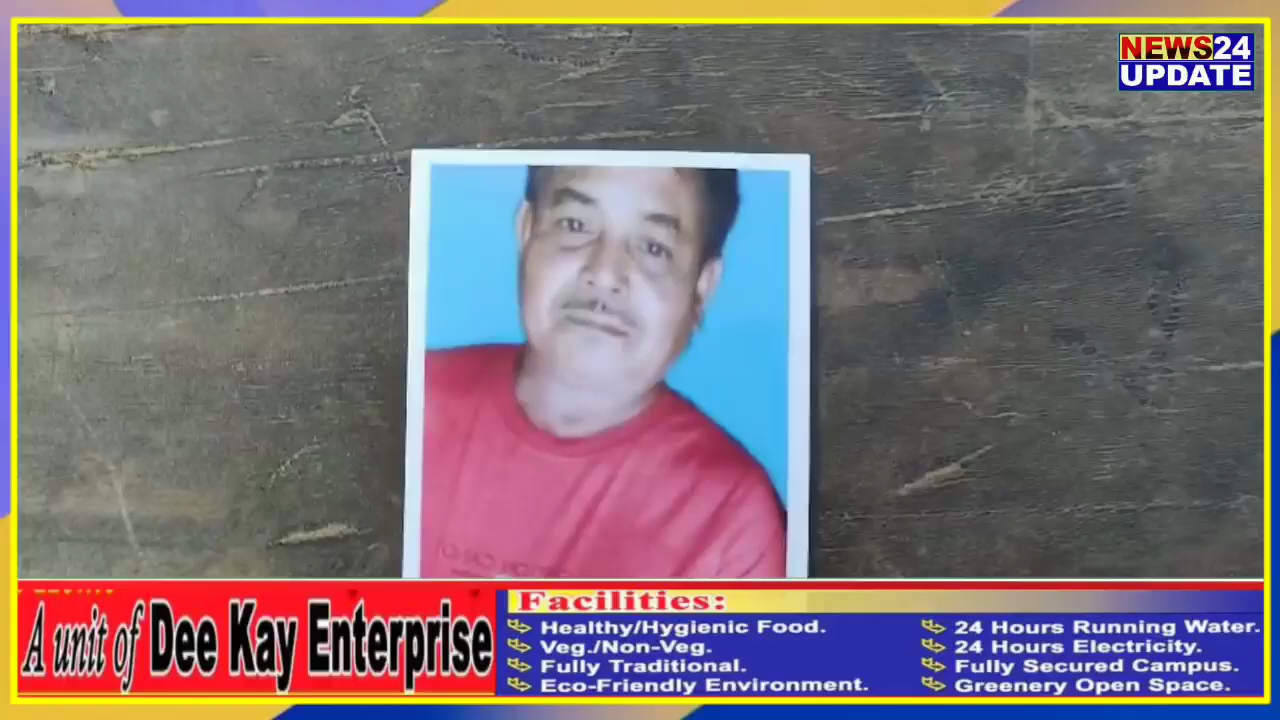 NEWS24
UPDATE
A unit of Dee Kay Enterprise
Facilities:
Healthy/Hygienic Food.
Veg./Non-Veg.
Fully Traditional.
Eco-Friendly Environment.
24 Hours Running Water.
24 Hours Electricity.
Fully Secured Campus.
Greenery Open Space.